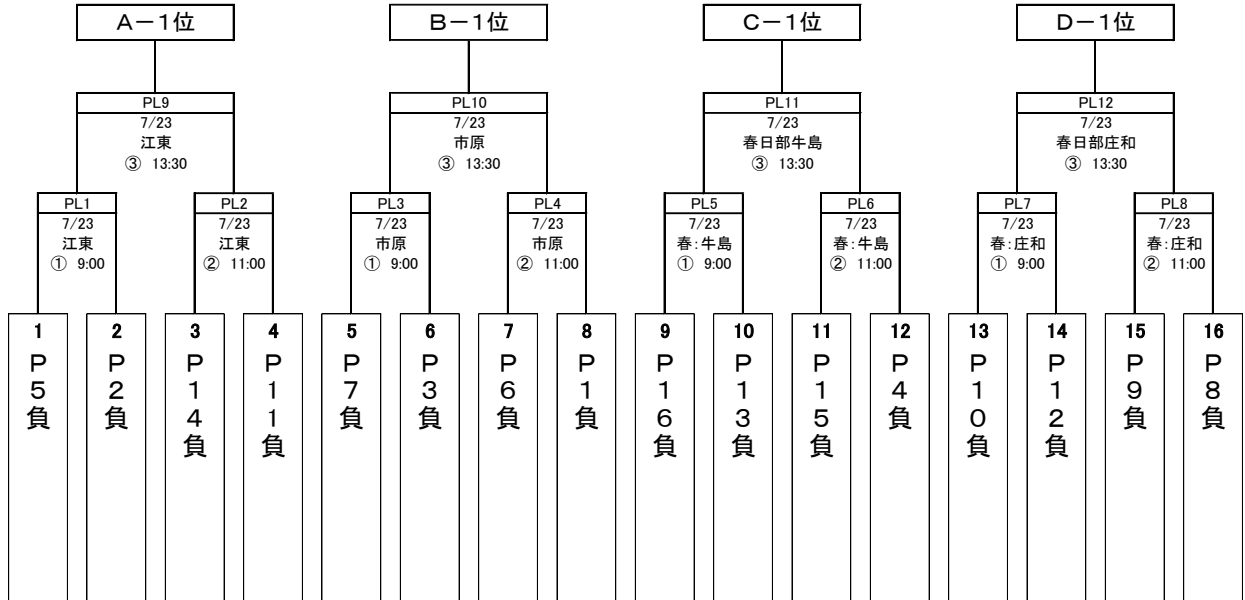 A－1位
B－1位
C－1位
D－1位
PL9
7/23
江東
③ 13:30
PL10
7/23
市原
③ 13:30
PL11
7/23
春日部牛島
③ 13:30
PL12
7/23
春日部庄和
③ 13:30
PL1
7/23
江東
① 9:00
PL2
7/23
江東
② 11:00
PL3
7/23
市原
① 9:00
PL4
7/23
市原
② 11:00
PL5
7/23
春:牛島
① 9:00
PL6
7/23
春:牛島
② 11:00
PL7
7/23
春:庄和
① 9:00
PL8
7/23
春:庄和
② 11:00
1
P5負
2
P2負
3
P14負
4
P11負
5
P7負
6
P3負
7
P6負
8
P1負
9
P16負
10
P13負
11
P15負
12
P4負
13
P10負
14
P12負
15
P9負
16
P8負